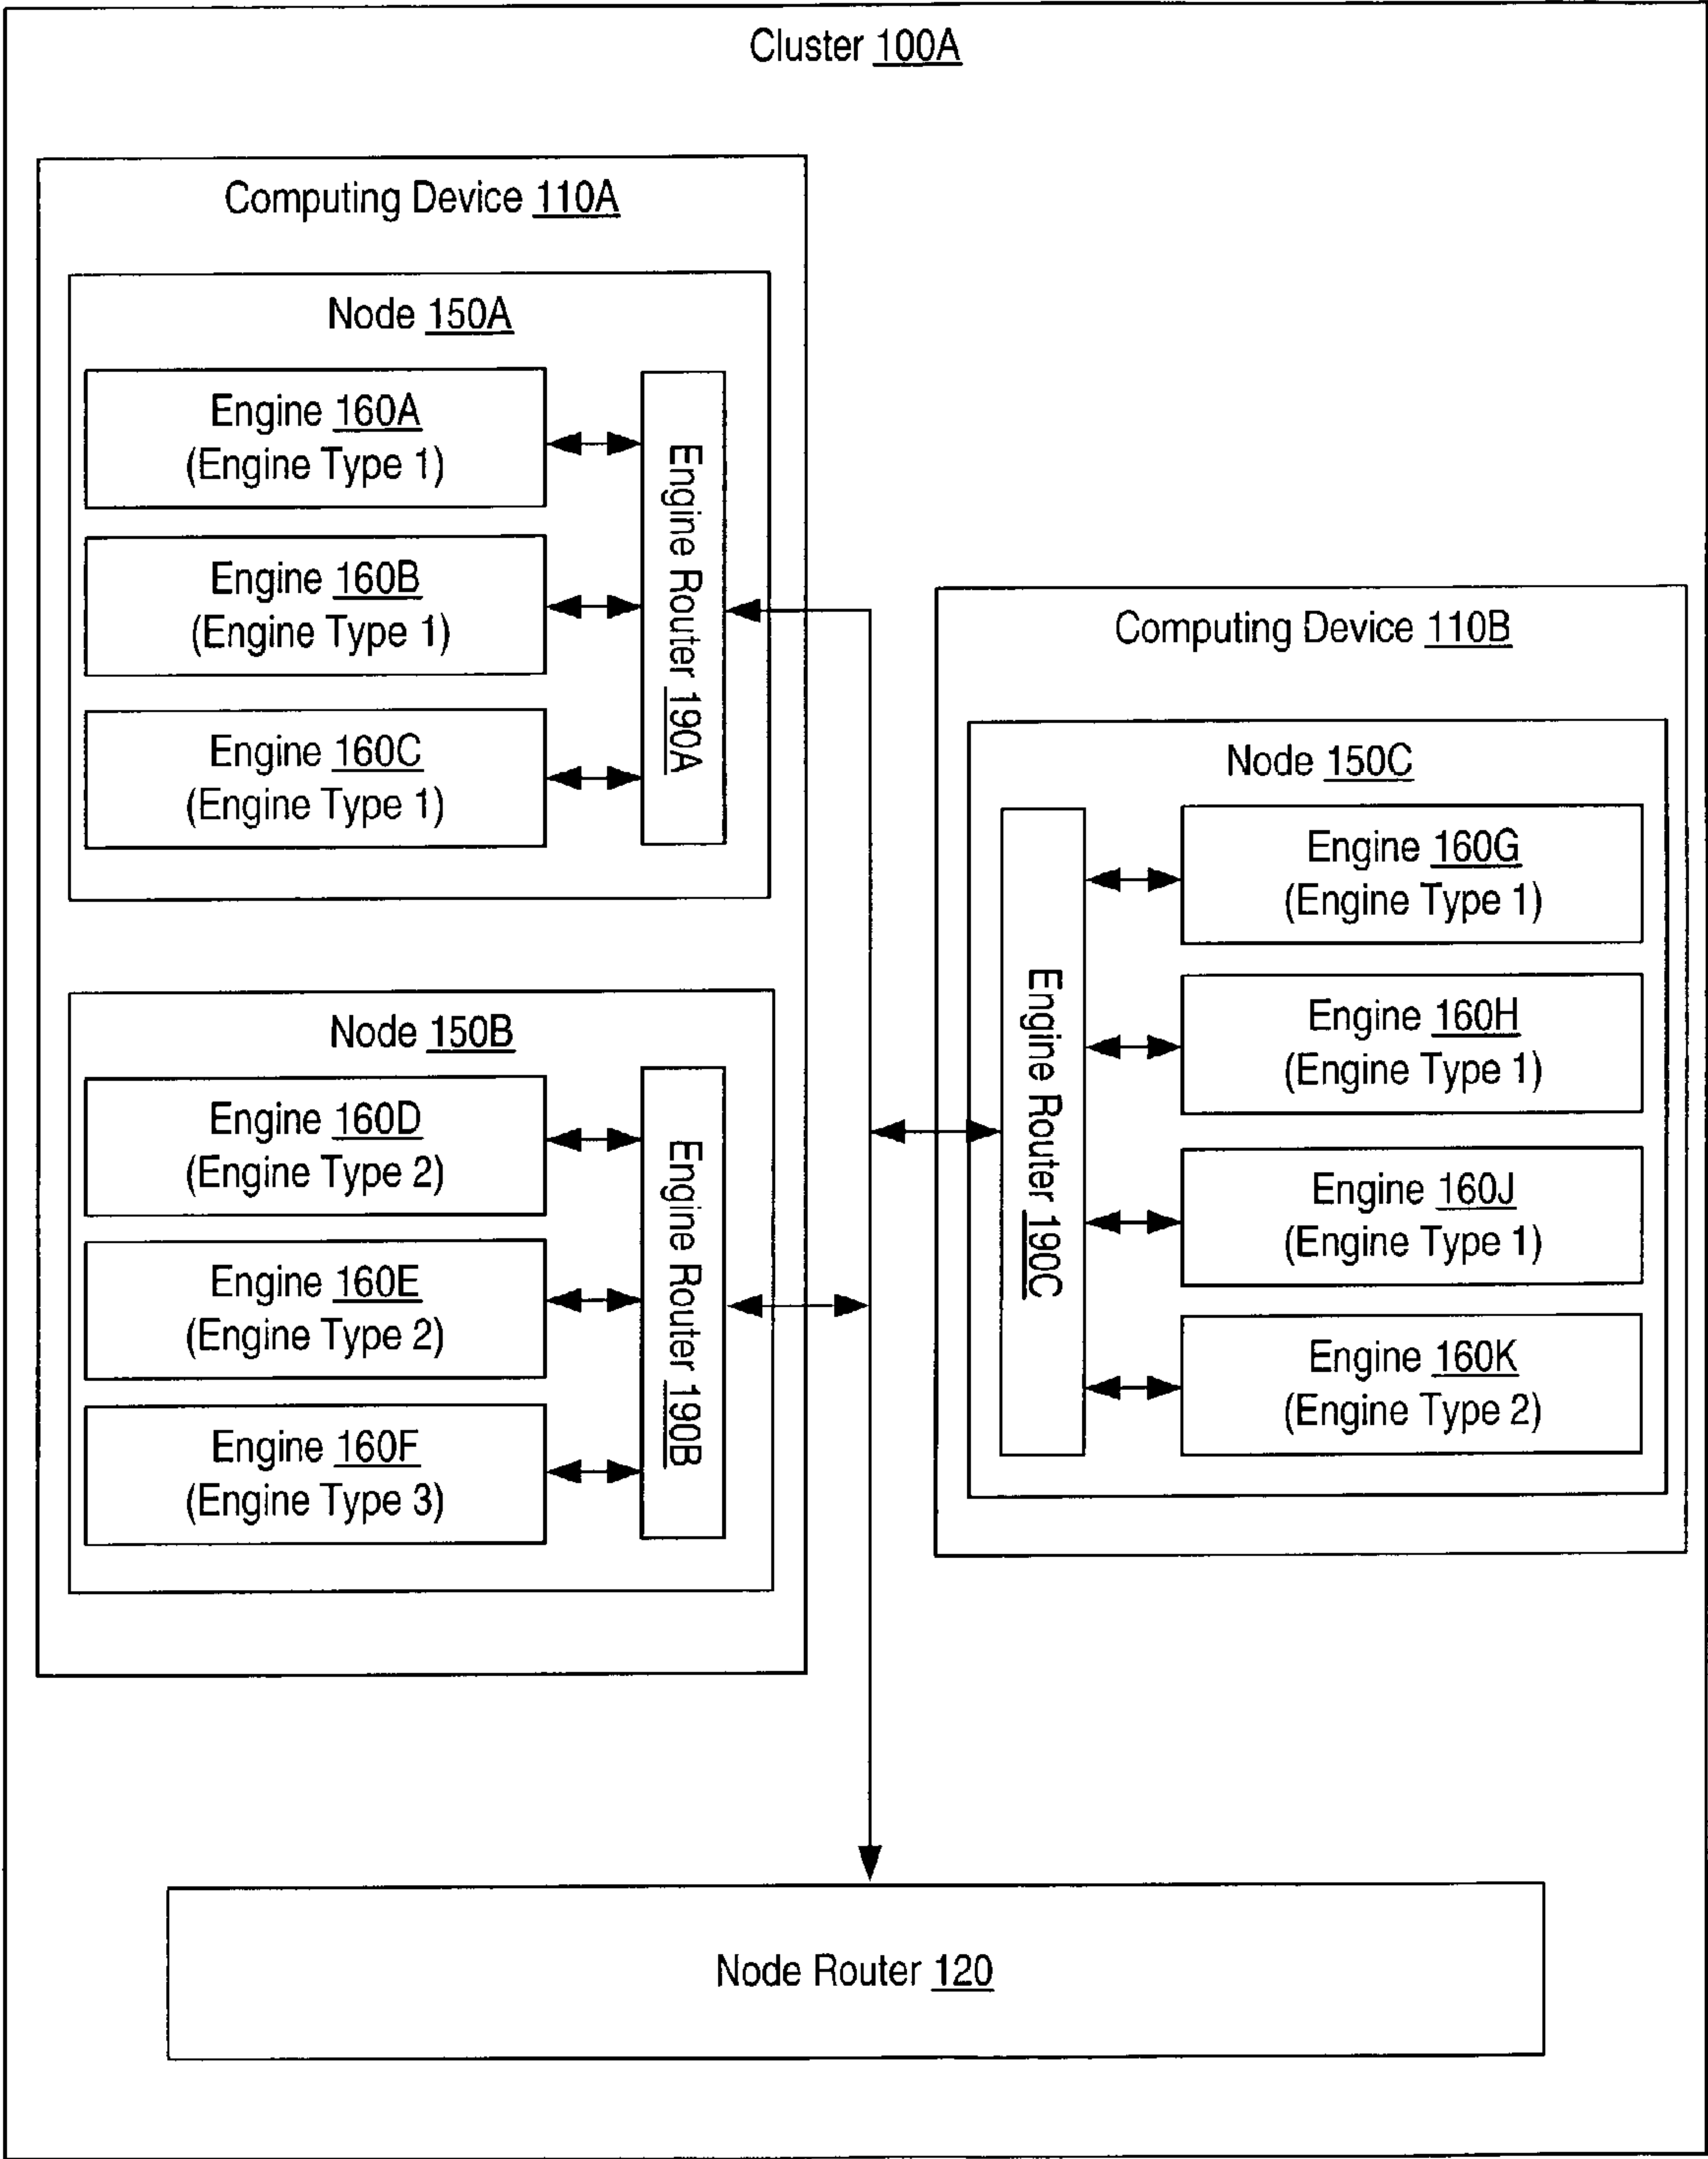 Cluster 100A
Computing Device 110A
Node 150A
Engine 160A
(Engine Type 1)
Engine 160B
(Engine Type 1)
Engine 160C
(Engine Type 1)
Engine Router 190A
Node 150B
Engine 160D
(Engine Type 2)
Engine 160E
(Engine Type 2)
Engine 160F
(Engine Type 3)
Engine Router 190B
Computing Device 110B
Node 150C
Engine Router 190C
Engine 160G
(Engine Type 1)
Engine 160H
(Engine Type 1)
Engine 160J
(Engine Type 1)
Engine 160K
(Engine Type 2)
Node Router 120